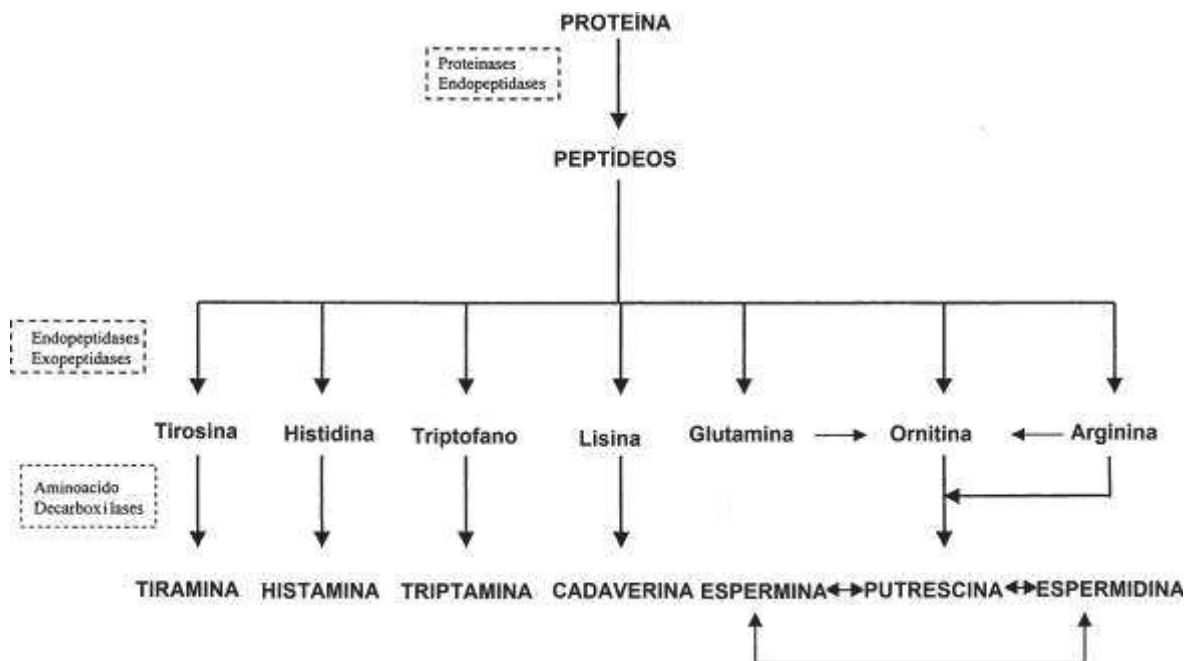 PROTEÍNA
Proteinases
Endopeptidases
PEPTÍDEOS
Endopeptidases
Exopeptidases
Tirosina Histidina Triptofano Lisina Glutamina Ornitina Arginina
Aminoacido
Decarboxilases
TIRAMINA HISTAMINA TRIPTAMINA CADAVERINA ESPERMINA PUTRESCINA ESPERMIDINA